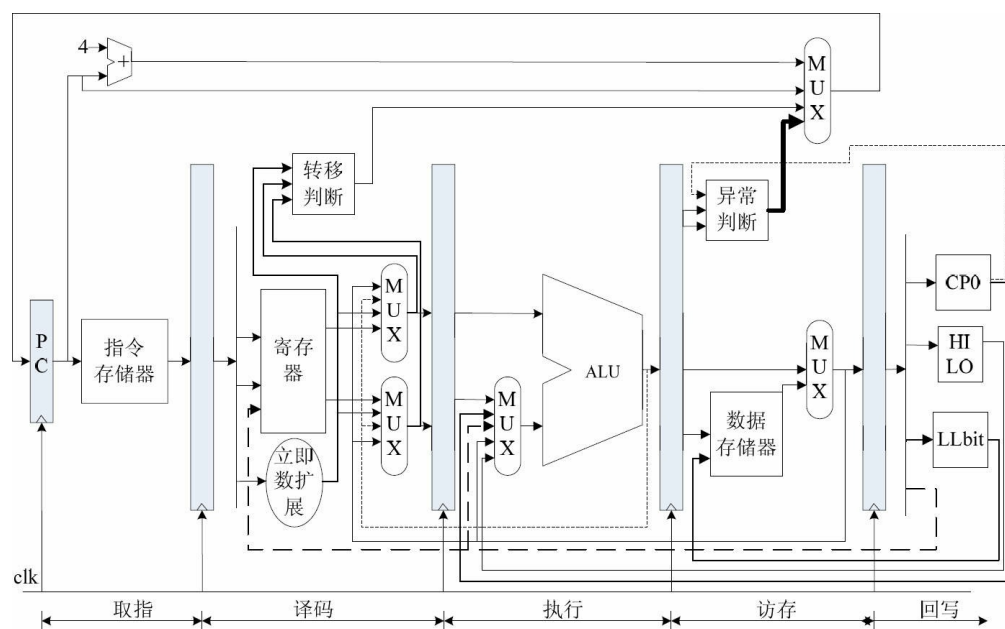 4
+
M
U
X
转移
判断
异常
判断
P
C
指令
存储器
寄存
器
立即
数扩
展
M
U
X
M
U
X
M
U
X
ALU
数据
存储器
M
U
X
CP0
HI
LO
LLbit
clk
取指
译码
执行
访存
回写